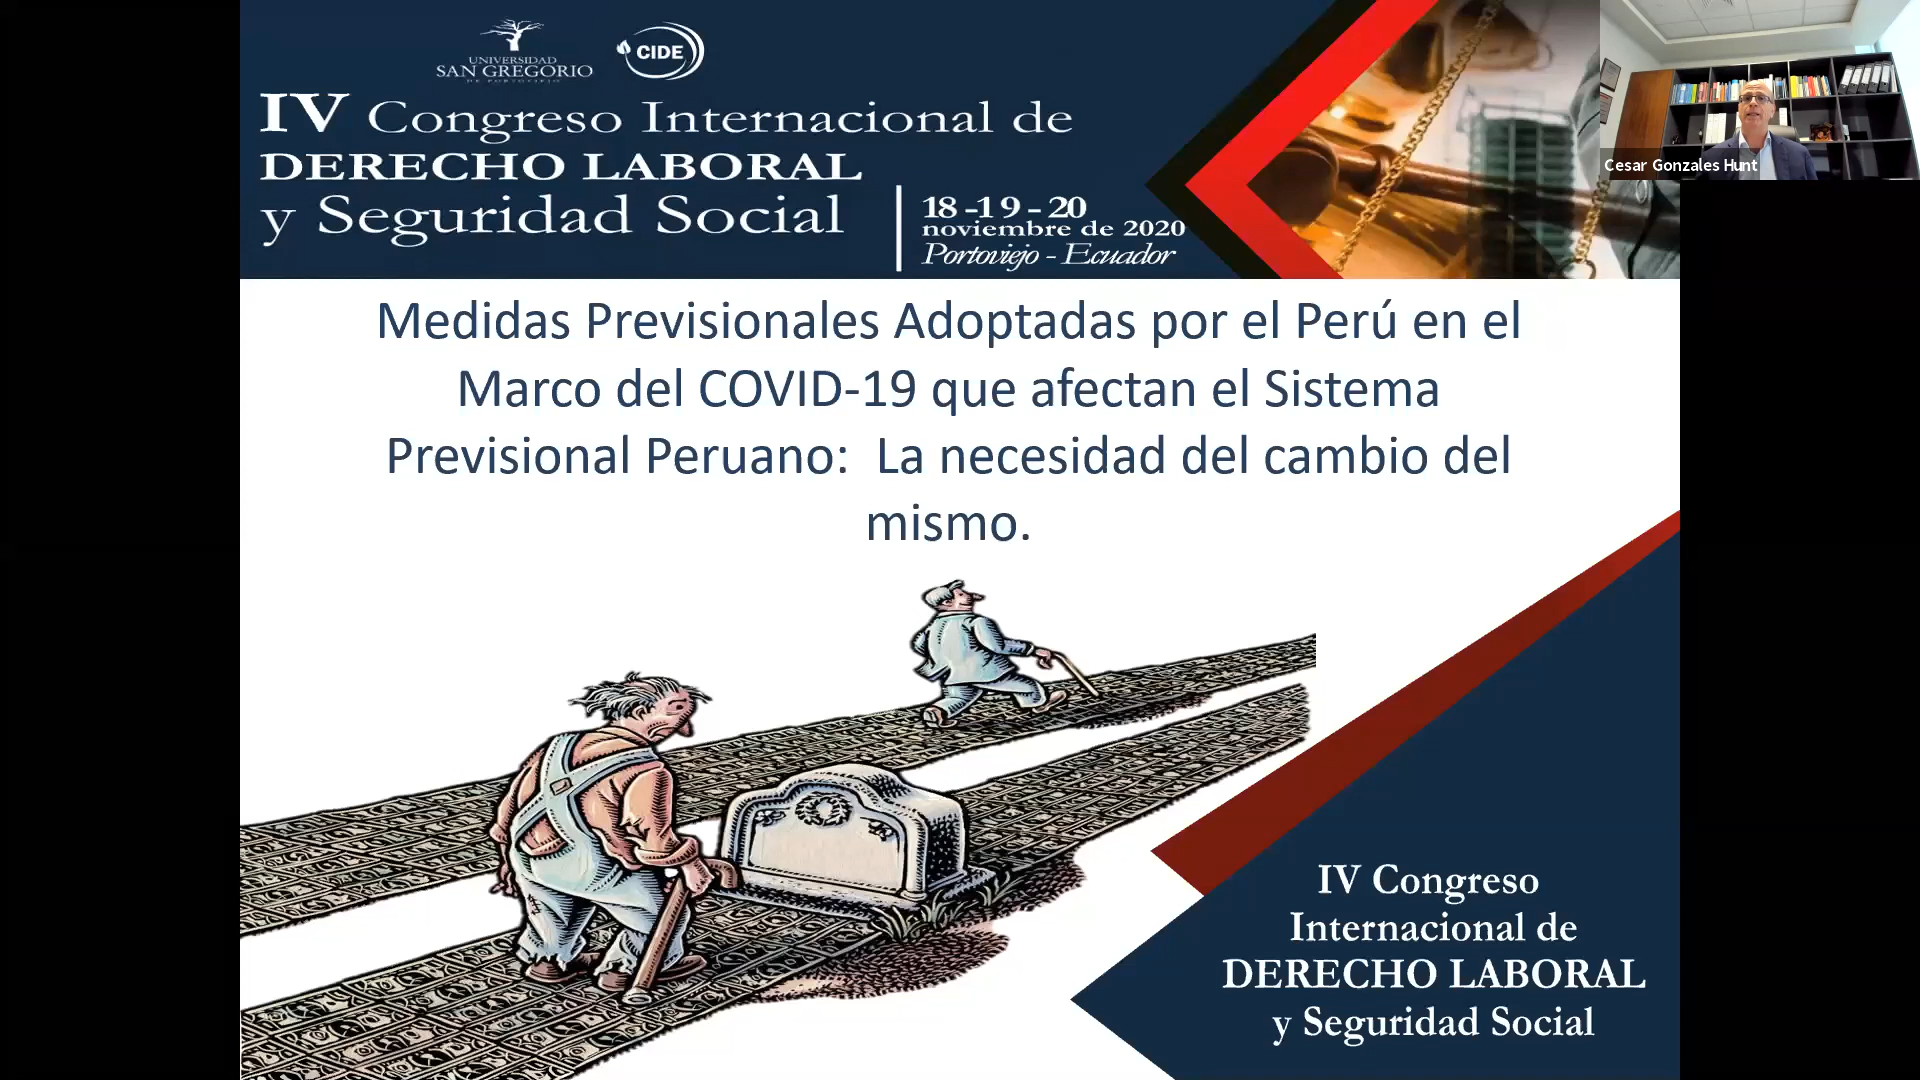 UNIVERSIDAD
SAN GREGORIO
DE PORTOVIEJO
CIDE
IV Congreso Internacional de
DERECHO LABORAL
y Seguridad Social
18 -19 - 20
noviembre de 2020
Portoviejo - Ecuador
Cesar Gonzales Hunt
Medidas Previsionales Adoptadas por el Perú en el
Marco del COVID-19 que afectan el Sistema
Previsional Peruano: La necesidad del cambio del
mismo.
IV Congreso
Internacional de
DERECHO LABORAL
y Seguridad Social